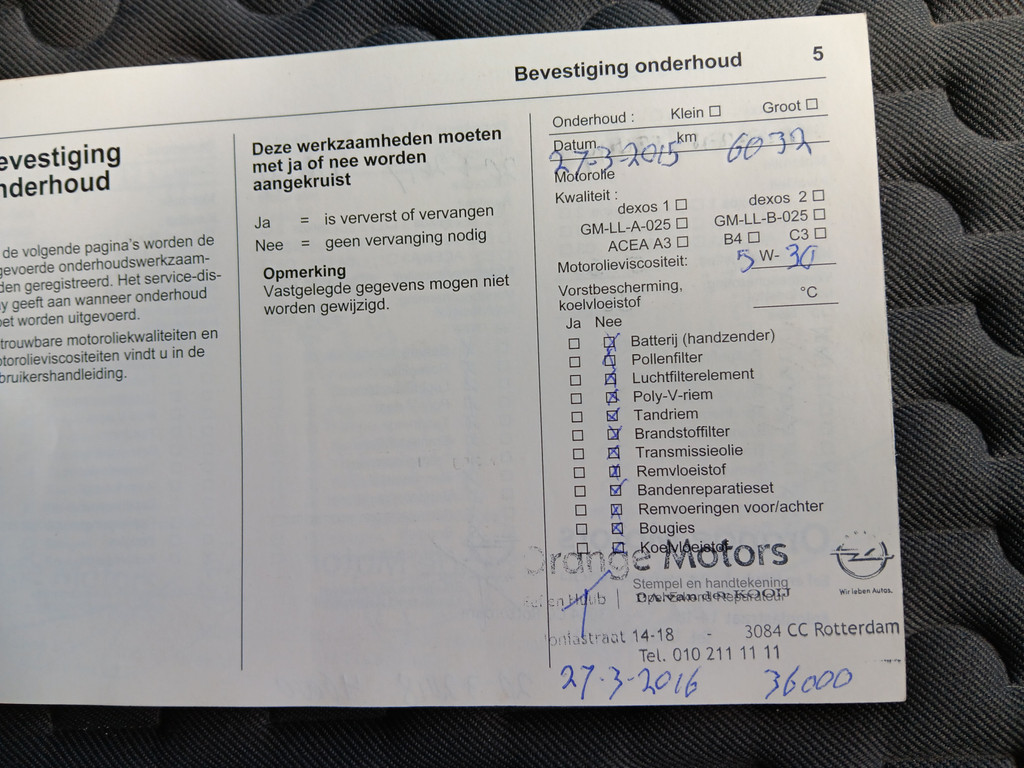 Bevestiging onderhoud 5
evestiging
nderhoud
de volgende pagina's worden de
gevoerde onderhoudswerkzaam-
den geregistreerd. Het service-dis-
y geeft aan wanneer onderhoud
et worden uitgevoerd.
trouwbare motoroliekwaliteiten en
otorolieviscositeiten vindt u in de
bruikershandleiding.
Deze werkzaamheden moeten
met ja of nee worden
aangekruist
Ja = is ververst of vervangen
Nee = geen vervanging nodig
Opmerking
Vastgelegde gegevens mogen niet
worden gewijzigd.
Onderhoud : Klein ☐ Groot ☐
Datum km
27-3-2015 6032
Motorolie
Kwaliteit :
dexos 1 ☐ dexos 2 ☐
GM-LL-A-025 ☐ GM-LL-B-025 ☐
ACEA A3 ☐ B4 ☐ C3 ☐
Motorolieviscositeit: 5 W- 30
Vorstbescherming,
koelvloeistof °C
Ja Nee
☐ ☒ Batterij (handzender)
☐ ☒ Pollenfilter
☐ ☒ Luchtfilterelement
☐ ☒ Poly-V-riem
☐ ☒ Tandriem
☐ ☒ Brandstoffilter
☐ ☒ Transmissieolie
☐ ☒ Remvloeistof
☐ ☒ Bandenreparatieset
☐ ☒ Remvoeringen voor/achter
☐ ☒ Bougies
☐ ☒ Koelvloeistof
Orange Motors
Stempel en handtekening
Wir leben Autos.
14-18 - 3084 CC Rotterdam
Tel. 010 211 11 11
27-3-2016 36000